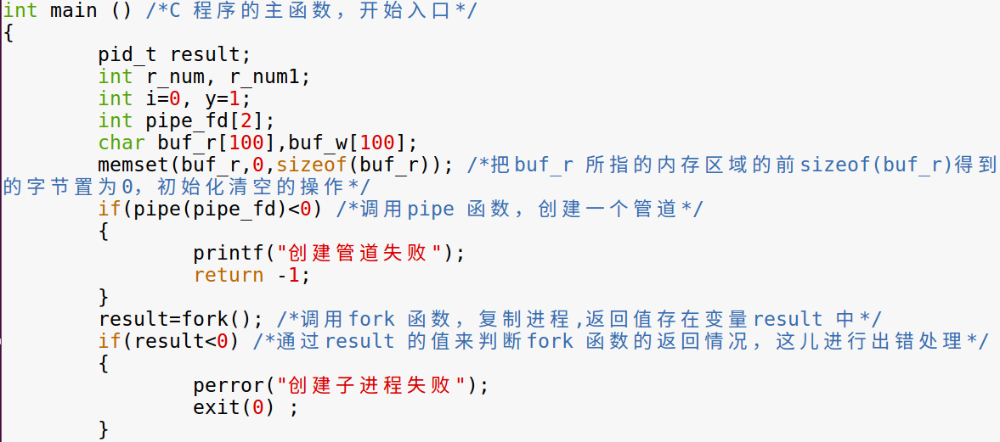 int main () /*C 程序的主函数，开始入口*/
{
pid_t result;
int r_num, r_num1;
int i=0, y=1;
int pipe_fd[2];
char buf_r[100],buf_w[100];
memset(buf_r,0,sizeof(buf_r)); /*把buf_r 所指的内存区域的前sizeof(buf_r)得到
的字节置为0，初始化清空的操作*/
if(pipe(pipe_fd)<0) /*调用pipe 函数，创建一个管道*/
{
printf("创建管道失败");
return -1;
}
result=fork(); /*调用fork 函数，复制进程,返回值存在变量result 中*/
if(result<0) /*通过result 的值来判断fork 函数的返回情况，这儿进行出错处理*/
{
perror("创建子进程失败");
exit(0) ;
}